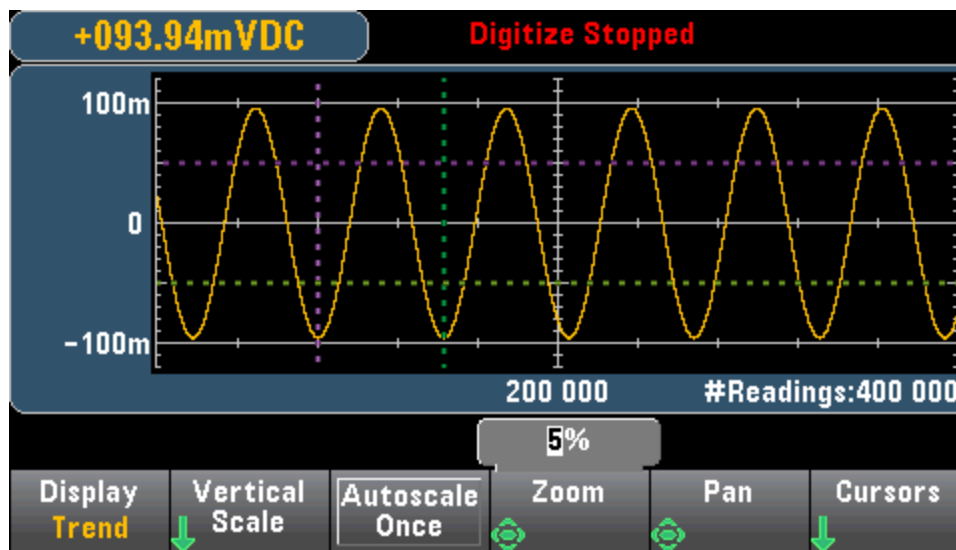 +093.94mVDC
Digitize Stopped
100m
0
-100m
200 000
#Readings:400 000
5%
Display
Trend
Vertical
Scale
Autoscale
Once
Zoom
Pan
Cursors